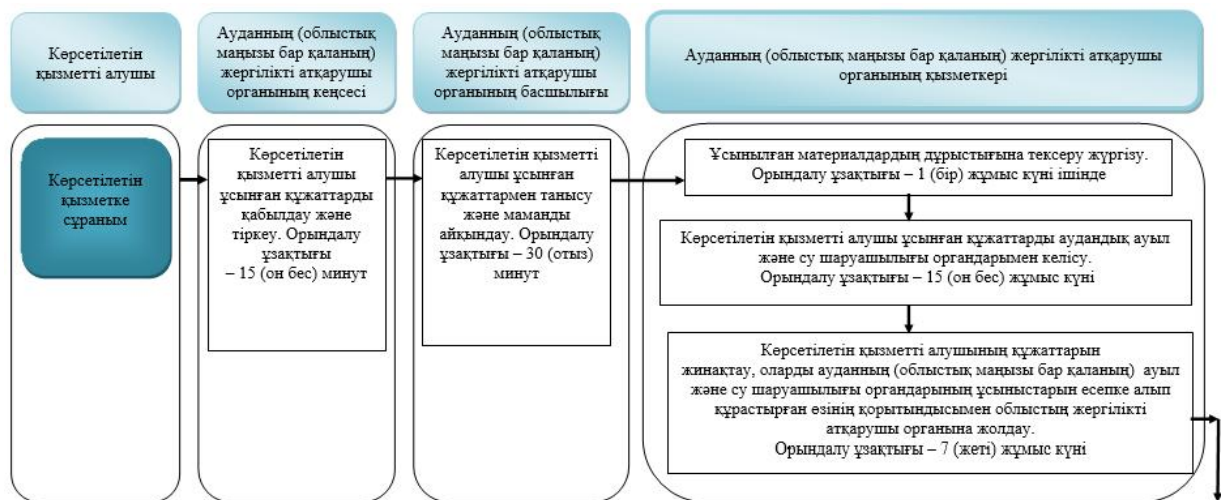 Көрсетілетін
қызметті алушы
Ауданның (облыстық
маңызы бар қаланың)
жергілікті атқарушы
органының кеңсесі
Ауданның (облыстық
маңызы бар қаланың)
жергілікті атқарушы
органының басшылығы
Ауданның (облыстық маңызы бар қаланың) жергілікті атқарушы
органының қызметкері
Көрсетілетін
қызметке
сұраным
Көрсетілетін
қызметті алушы
ұсынған құжаттарды
қабылдау және
тіркеу. Орындалу
ұзақтығы
– 15 (он бес) минут
Көрсетілетін қызметті
алушы ұсынған
құжаттармен танысу
және маманды
айқындау. Орындалу
ұзақтығы – 30 (отыз)
минут
Ұсынылған материалдардың дұрыстығына тексеру жүргізу.
Орындалу ұзақтығы – 1 (бір) жұмыс күні ішінде
Көрсетілетін қызметті алушы ұсынған құжаттарды аудандық ауыл
және су шаруашылығы органдарымен келісу.
Орындалу ұзақтығы – 15 (он бес) жұмыс күні
Көрсетілетін қызметті алушының құжаттарын
жинақтау, оларды ауданның (облыстық маңызы бар қаланың) ауыл
және су шаруашылығы органдарының ұсыныстарын есепке алып
құрастырған өзінің қорытындысымен облыстың жергілікті
атқарушы органына жолдау.
Орындалу ұзақтығы – 7 (жеті) жұмыс күні